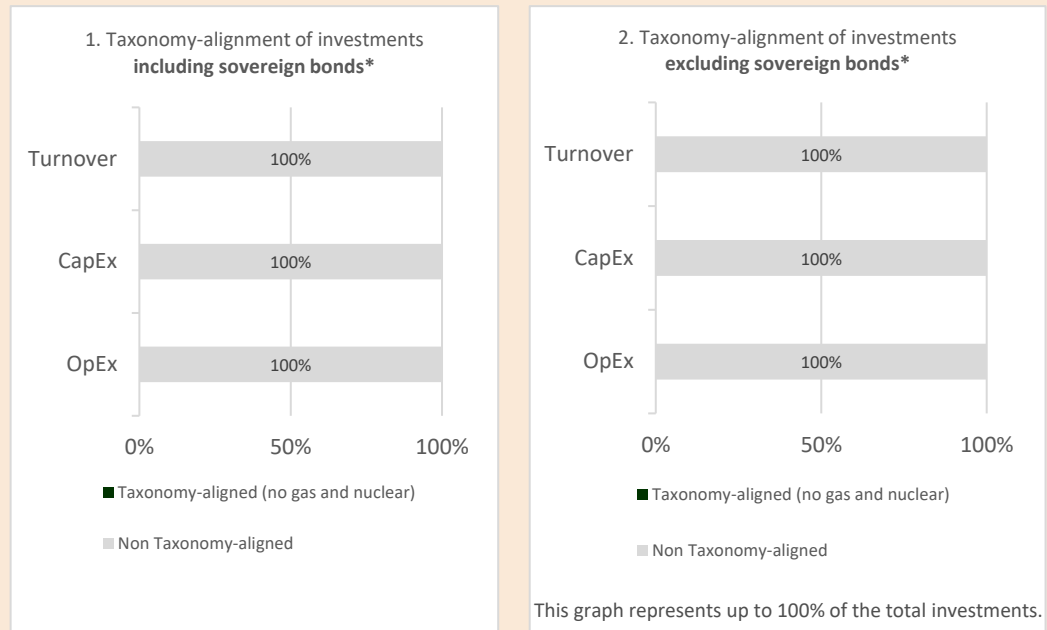 1. Taxonomy-alignment of investments
including sovereign bonds*
Turnover
100%
CapEx
100%
OpEx
100%
0%
50%
100%
Taxonomy-aligned (no gas and nuclear)
Non Taxonomy-aligned
2. Taxonomy-alignment of investments
excluding sovereign bonds*
Turnover
100%
CapEx
100%
OpEx
100%
0%
50%
100%
Taxonomy-aligned (no gas and nuclear)
Non Taxonomy-aligned
This graph represents up to 100% of the total investments.